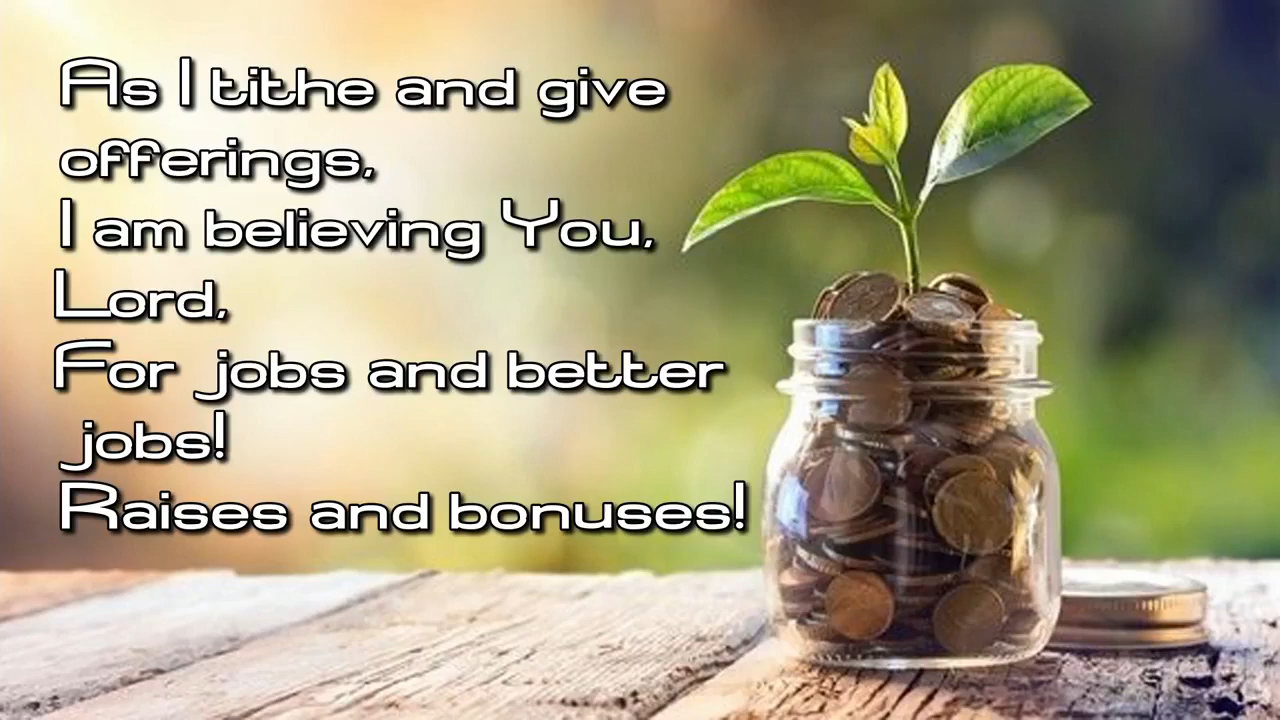 As I tithe and give
offerings,
I am believing You,
Lord,
For jobs and better
jobs!
Raises and bonuses!